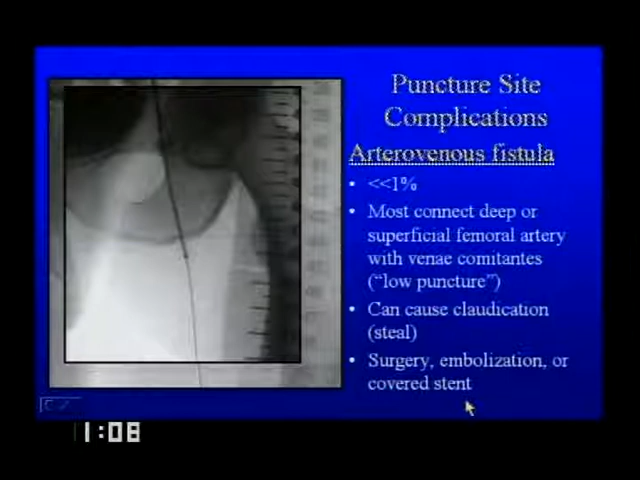 Puncture Site
Complications
Arterovenous fistula
• <<1%
• Most connect deep or
superficial femoral artery
with venae comitantes
("low puncture")
• Can cause claudication
(steal)
• Surgery, embolization, or
covered stent
1:08